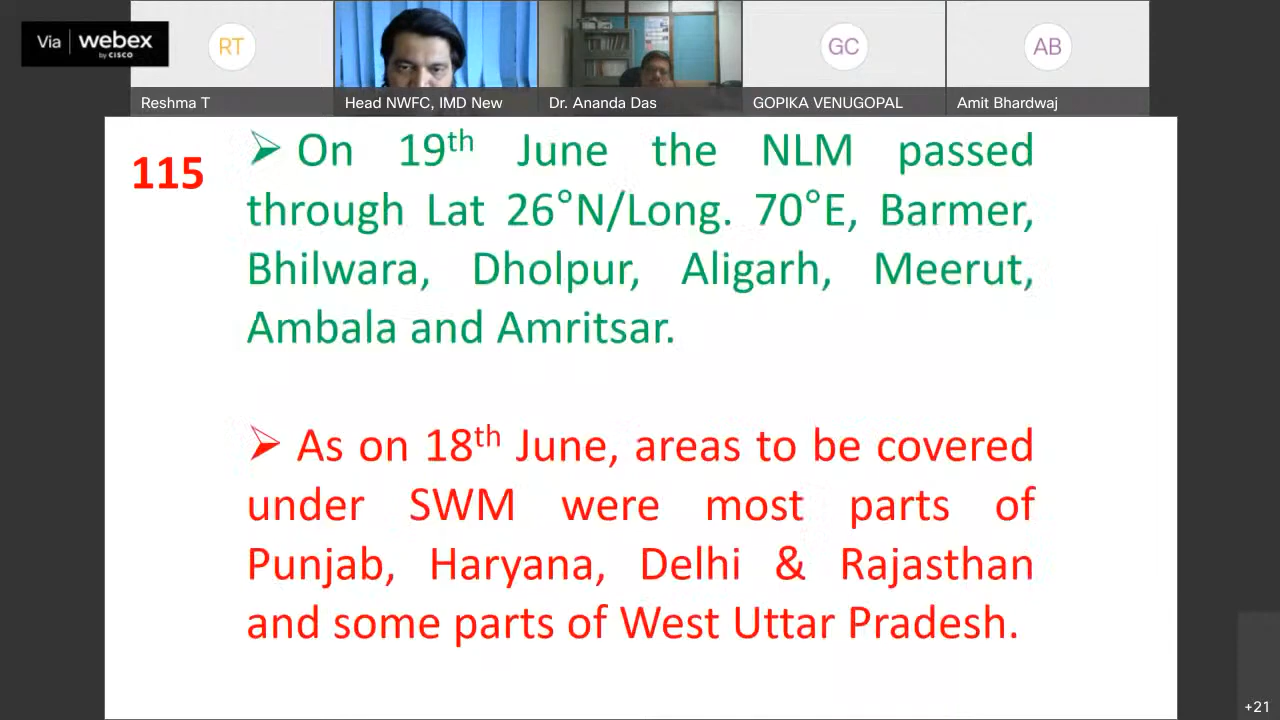 Via webex
by CISCO
RT
GC
AB
Reshma T
Head NWFC, IMD New
Dr. Ananda Das
GOPIKA VENUGOPAL
Amit Bhardwaj
115
➢ On 19th June the NLM passed
through Lat 26°N/Long. 70°E, Barmer,
Bhilwara, Dholpur, Aligarh, Meerut,
Ambala and Amritsar.
➢ As on 18th June, areas to be covered
under SWM were most parts of
Punjab, Haryana, Delhi & Rajasthan
and some parts of West Uttar Pradesh.
+21